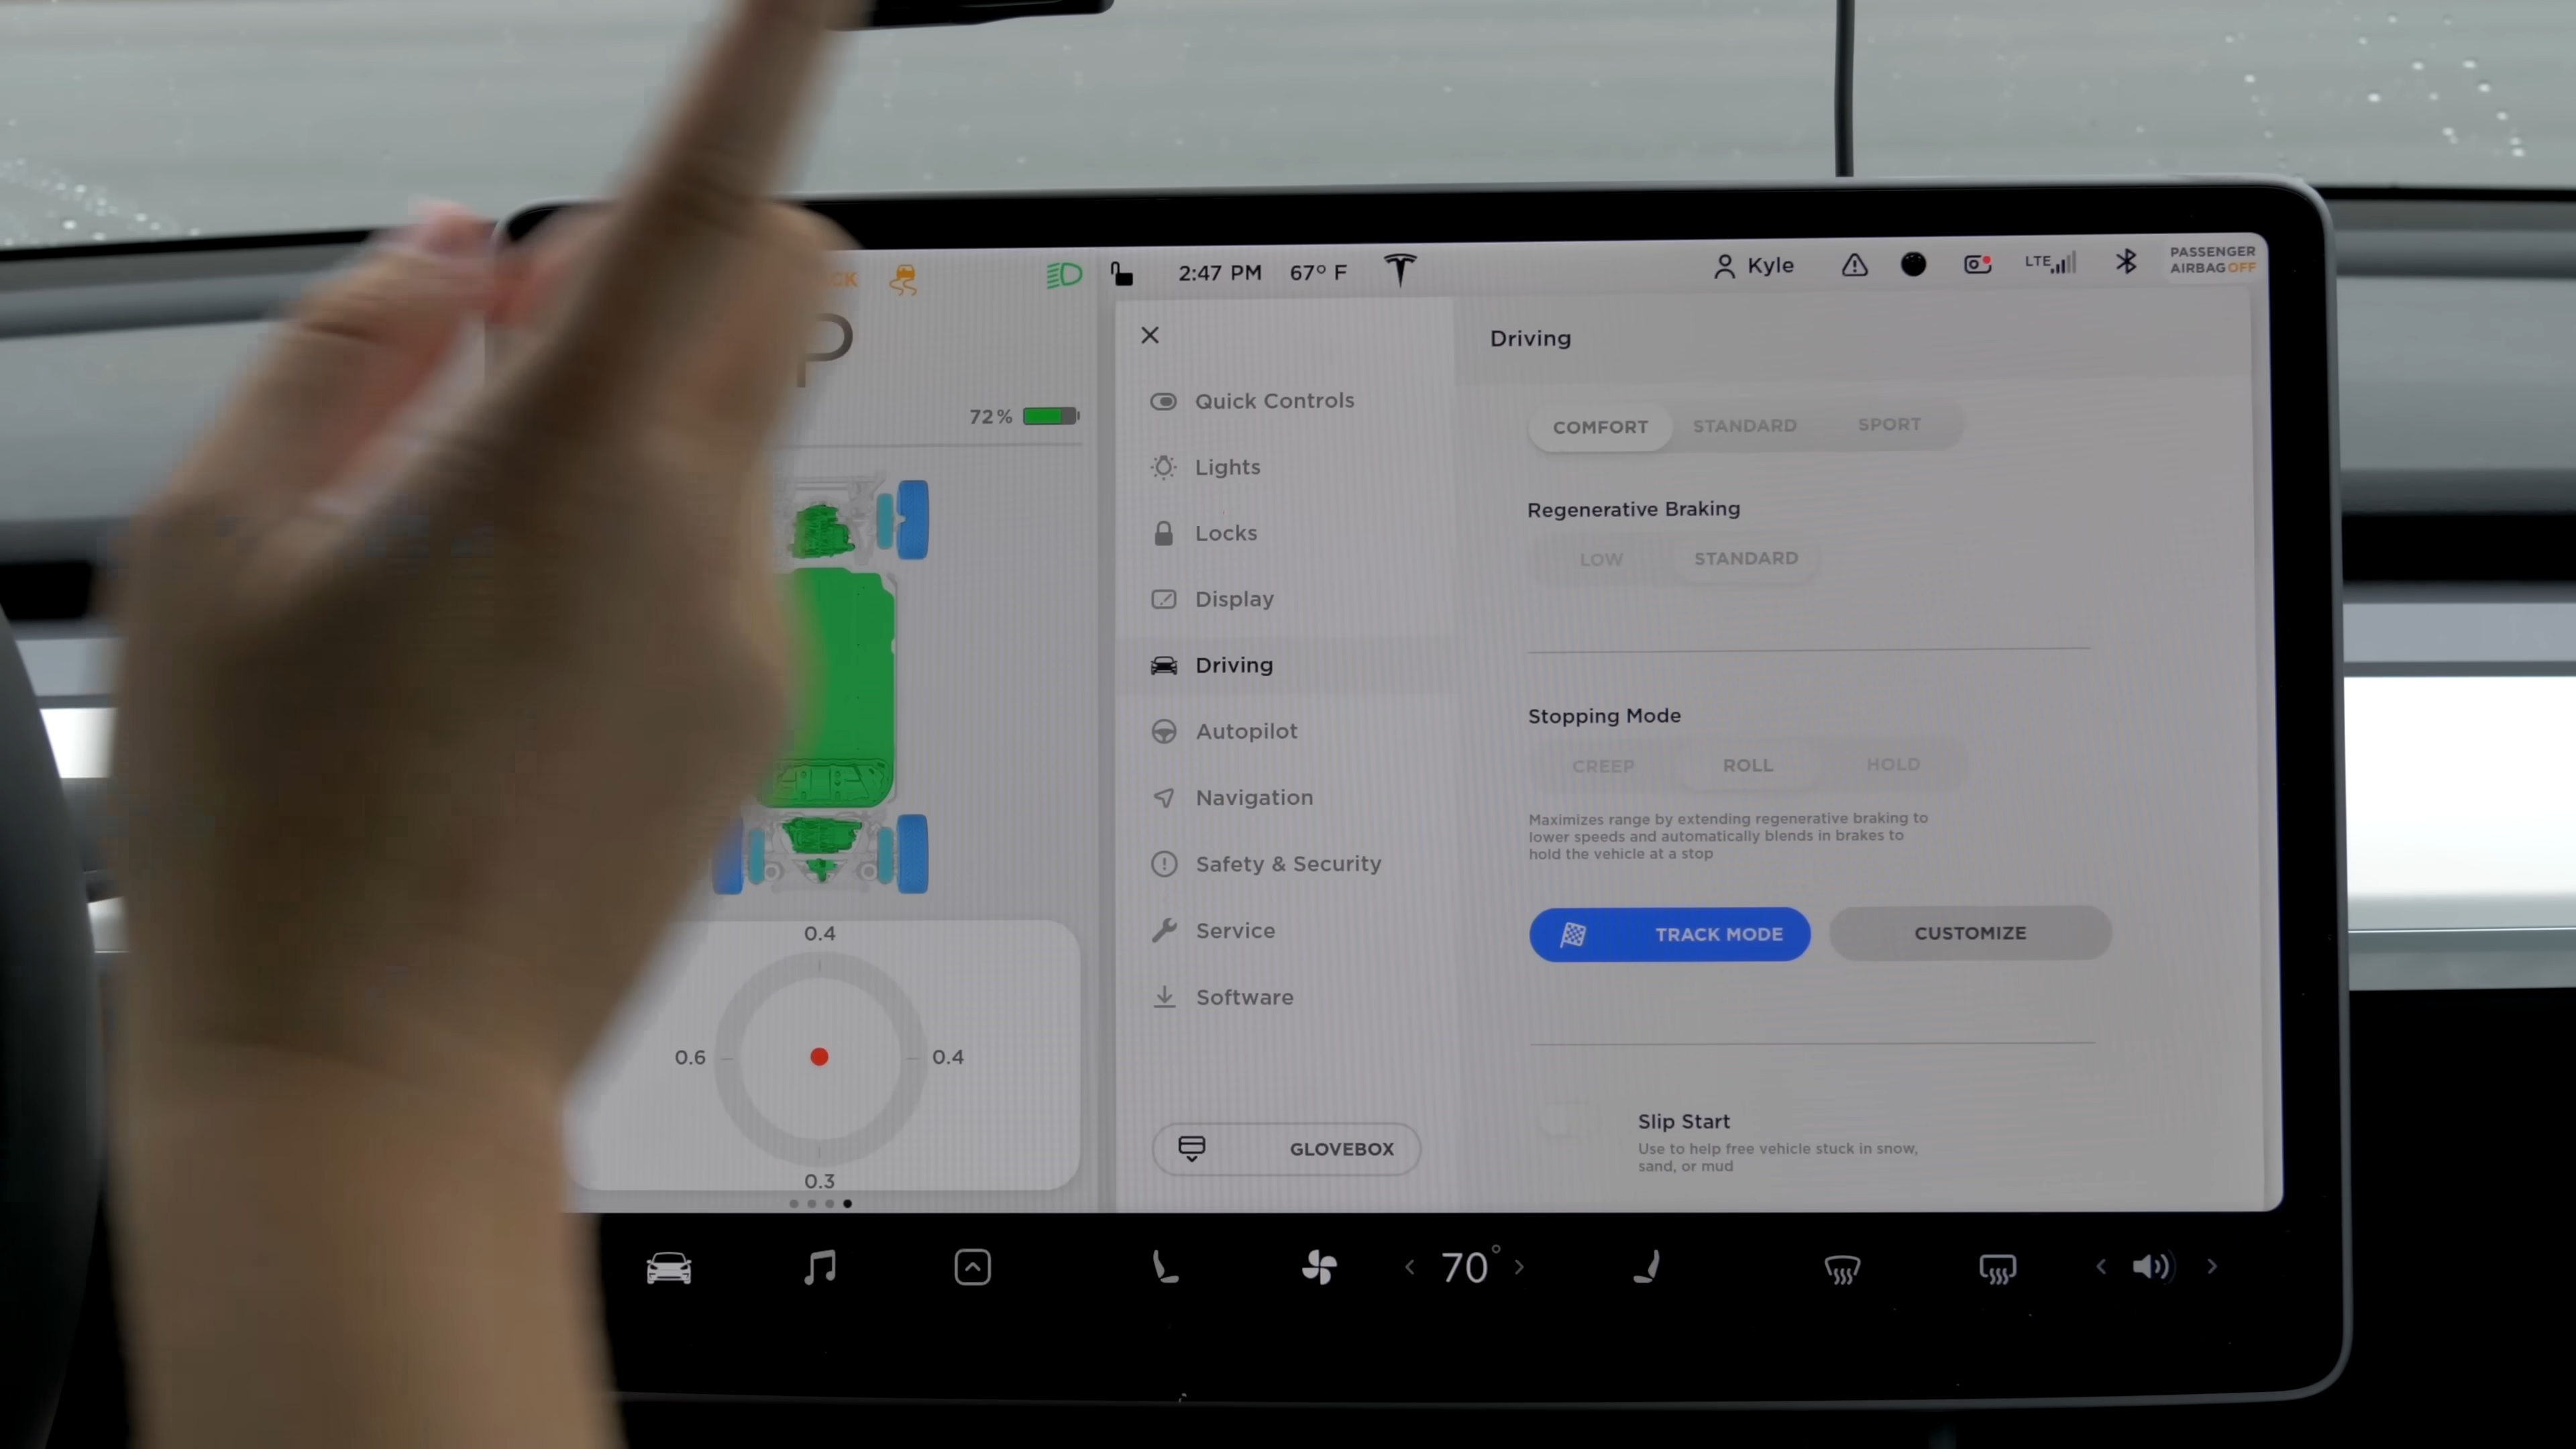 CK
P
2:47 PM
67° F
Kyle
LTE
PASSENGER
AIRBAG OFF
72%
0.4
0.6
0.4
0.3
Quick Controls
Lights
Locks
Display
Driving
Autopilot
Navigation
Safety & Security
Service
Software
GLOVEBOX
Driving
COMFORT STANDARD SPORT
Regenerative Braking
LOW STANDARD
Stopping Mode
CREEP ROLL HOLD
Maximizes range by extending regenerative braking to
lower speeds and automatically blends in brakes to
hold the vehicle at a stop
TRACK MODE
CUSTOMIZE
Slip Start
Use to help free vehicle stuck in snow,
sand, or mud
70°